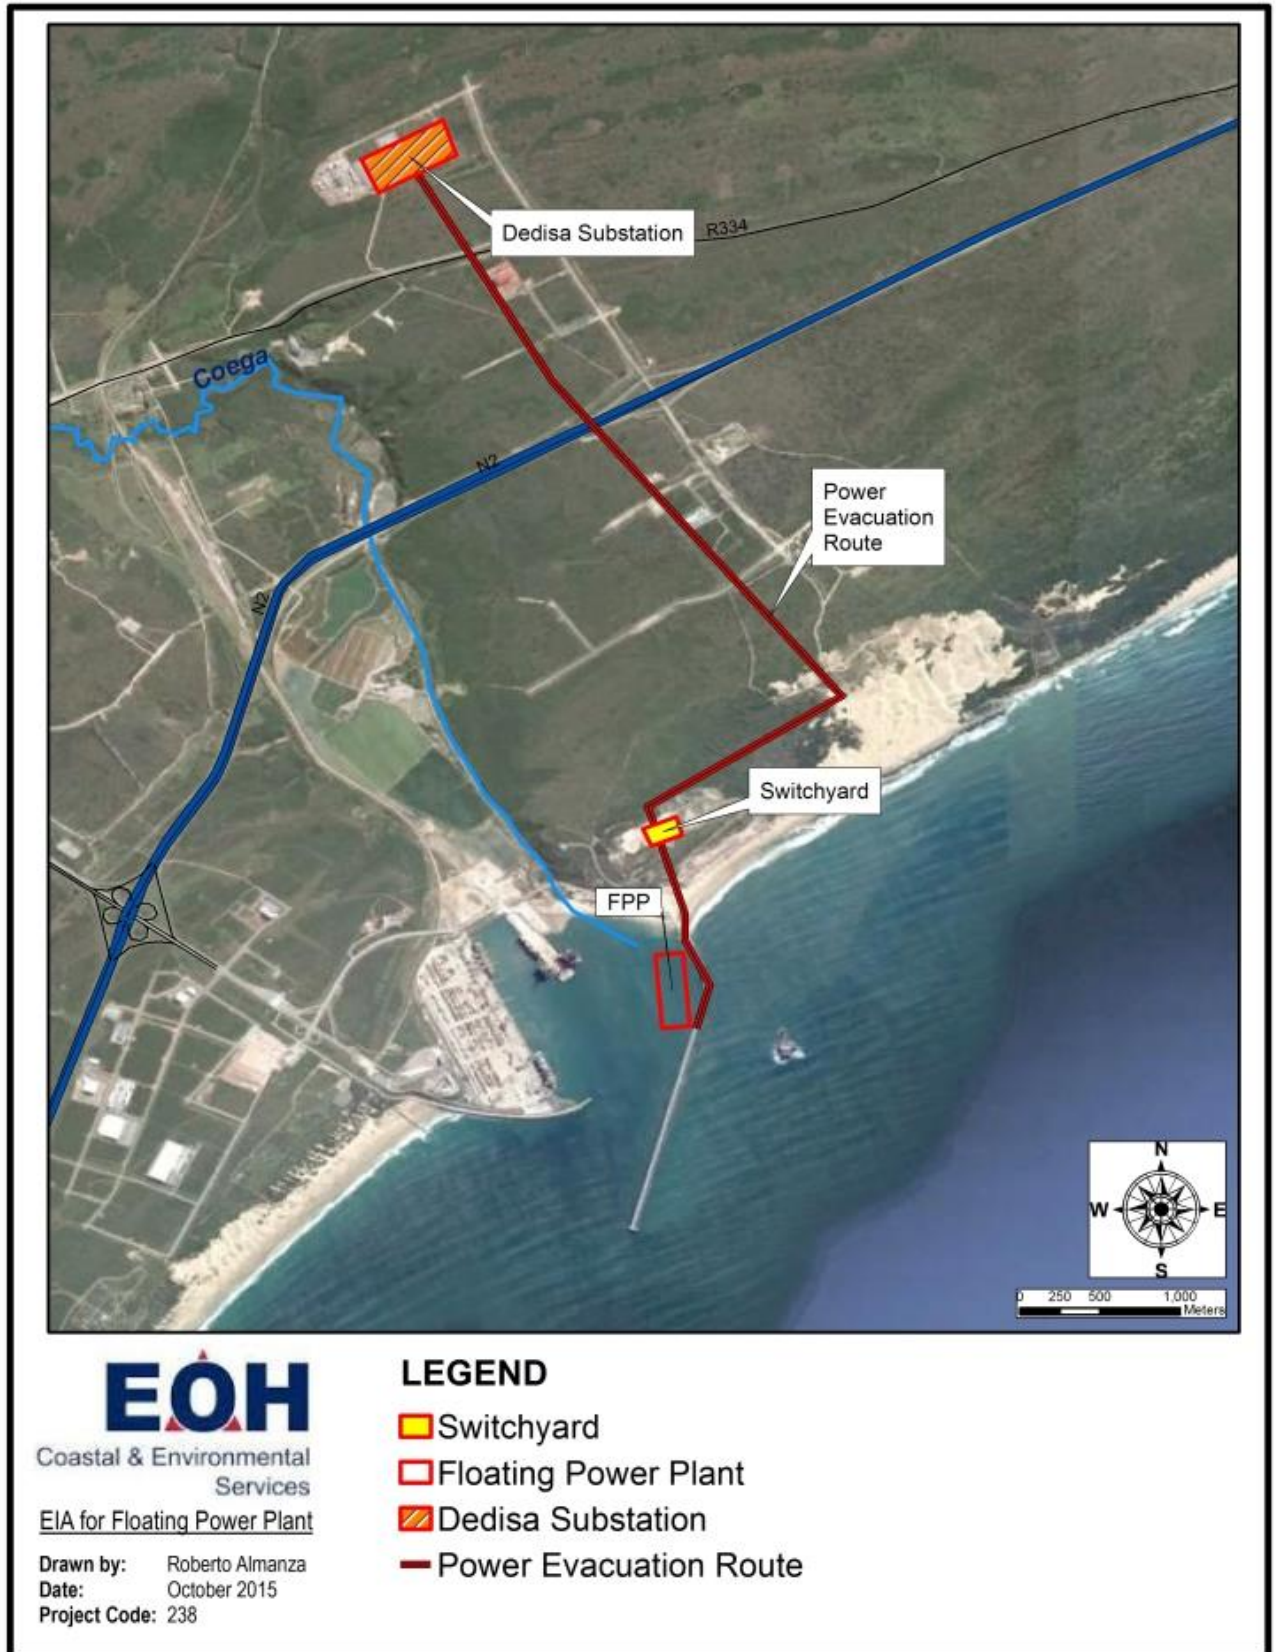 Dedisa Substation
R334
Coega
N2
Power
Evacuation
Route
N2
Switchyard
FPP
N
W E
S
0 250 500 1,000
Meters
EOH
Coastal & Environmental
Services
EIA for Floating Power Plant
Drawn by: Roberto Almanza
Date: October 2015
Project Code: 238
LEGEND
Switchyard
Floating Power Plant
Dedisa Substation
Power Evacuation Route